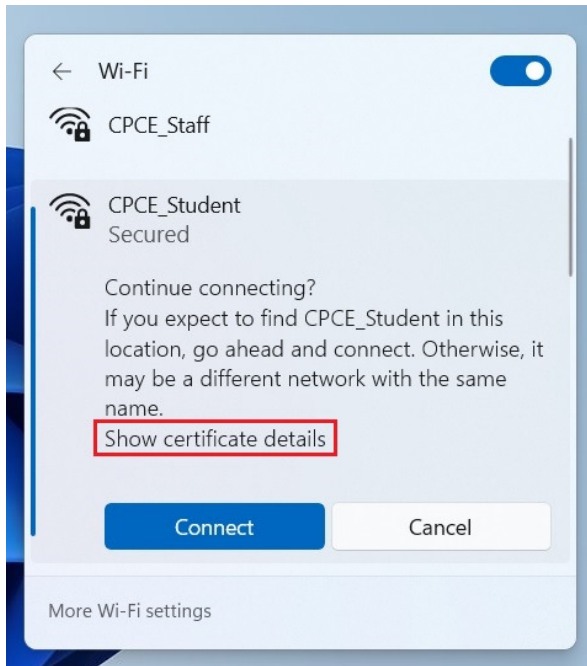 Wi-Fi
CPCE_Staff
CPCE_Student
Secured
Continue connecting?
If you expect to find CPCE_Student in this
location, go ahead and connect. Otherwise, it
may be a different network with the same
name.
Show certificate details
Connect
Cancel
More Wi-Fi settings